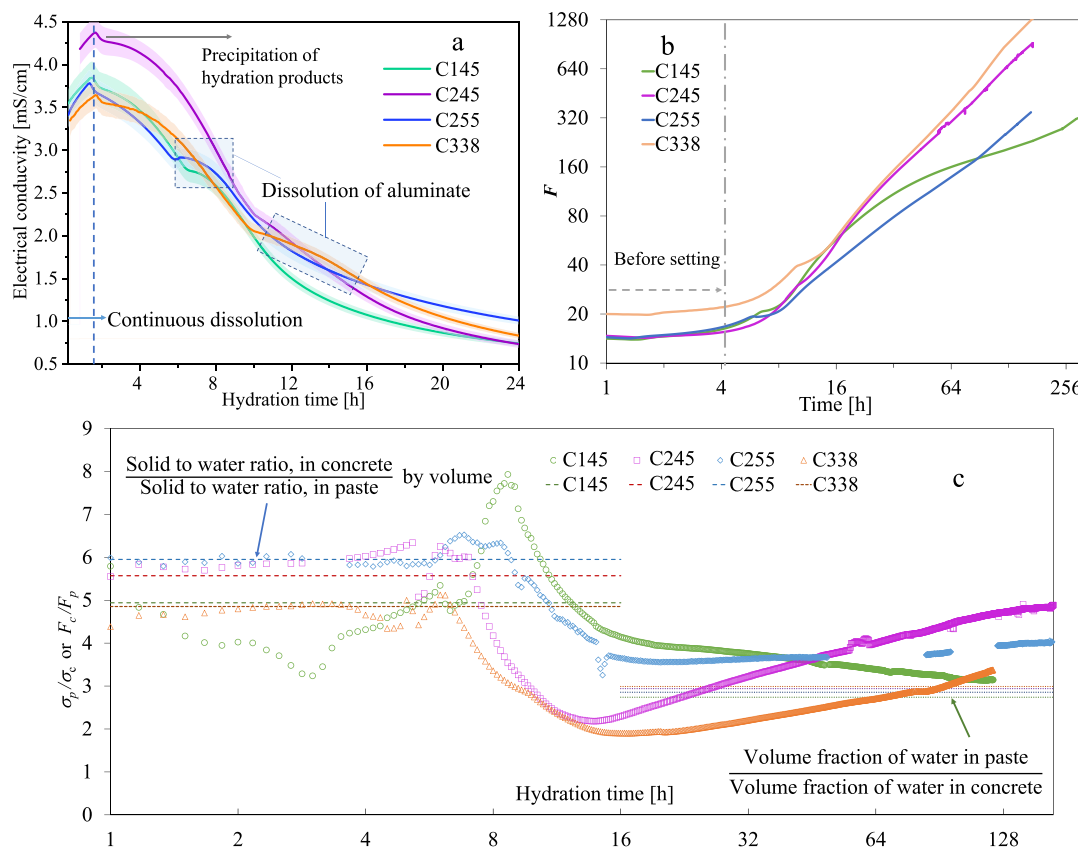 4.5
4.0
3.5
3.0
2.5
2.0
1.5
1.0
0.5
Electrical conductivity [mS/cm]
Precipitation of
hydration products
a
C145
C245
C255
C338
Dissolution of aluminate
Continuous dissolution
4 8 12 16 20 24
Hydration time [h]
1280
640
320
160
80
40
20
10
F
b
C145
C245
C255
C338
Before setting
1 4 16 64 256
Time [h]
9
8
7
6
5
4
3
2
1
0
σp/σc or Fc/Fp
Solid to water ratio, in concrete
Solid to water ratio, in paste
by volume
C145 C245 C255 C338
C145 C245 C255 C338
c
Volume fraction of water in paste
Volume fraction of water in concrete
Hydration time [h]
1 2 4 8 16 32 64 128